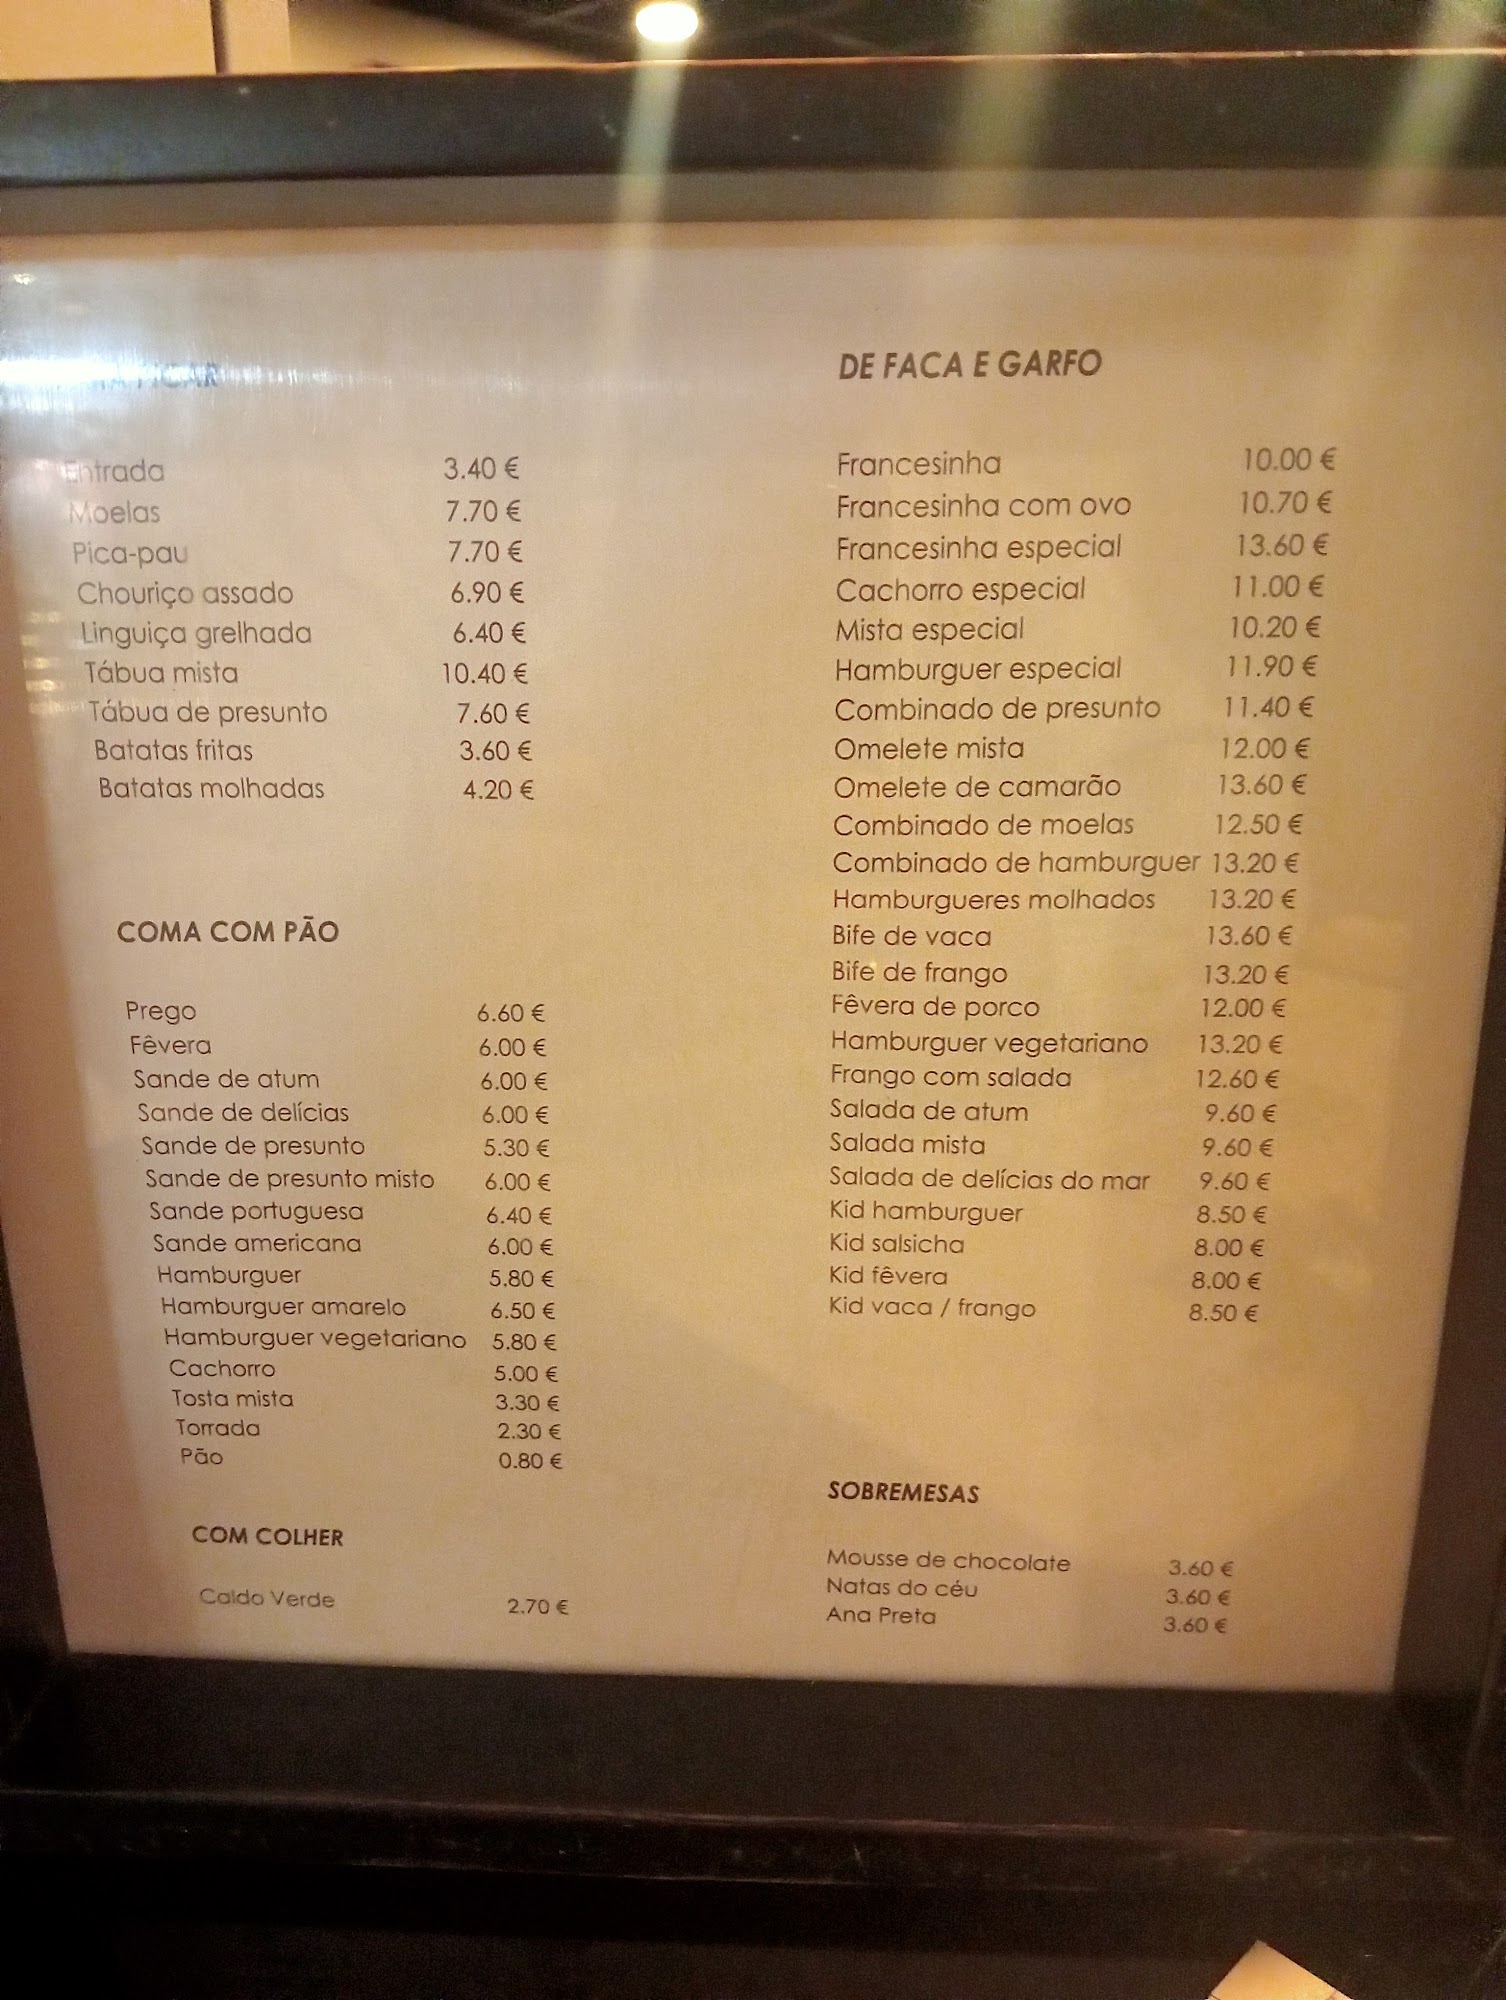 PICAR
Entrada 3.40 €
Moelas 7.70 €
Pica-pau 7.70 €
Chouriço assado 6.90 €
Linguiça grelhada 6.40 €
Tábua mista 10.40 €
Tábua de presunto 7.60 €
Batatas fritas 3.60 €
Batatas molhadas 4.20 €
COMA COM PÃO
Prego 6.60 €
Fêvera 6.00 €
Sande de atum 6.00 €
Sande de delícias 6.00 €
Sande de presunto 5.30 €
Sande de presunto misto 6.00 €
Sande portuguesa 6.40 €
Sande americana 6.00 €
Hamburguer 5.80 €
Hamburguer amarelo 6.50 €
Hamburguer vegetariano 5.80 €
Cachorro 5.00 €
Tosta mista 3.30 €
Torrada 2.30 €
Pão 0.80 €
COM COLHER
Caldo Verde 2.70 €
DE FACA E GARFO
Francesinha 10.00 €
Francesinha com ovo 10.70 €
Francesinha especial 13.60 €
Cachorro especial 11.00 €
Mista especial 10.20 €
Hamburguer especial 11.90 €
Combinado de presunto 11.40 €
Omelete mista 12.00 €
Omelete de camarão 13.60 €
Combinado de moelas 12.50 €
Combinado de hamburguer 13.20 €
Hamburgueres molhados 13.20 €
Bife de vaca 13.60 €
Bife de frango 13.20 €
Fêvera de porco 12.00 €
Hamburguer vegetariano 13.20 €
Frango com salada 12.60 €
Salada de atum 9.60 €
Salada mista 9.60 €
Salada de delícias do mar 9.60 €
Kid hamburguer 8.50 €
Kid salsicha 8.00 €
Kid fêvera 8.00 €
Kid vaca / frango 8.50 €
SOBREMESAS
Mousse de chocolate 3.60 €
Natas do céu 3.60 €
Ana Preta 3.60 €